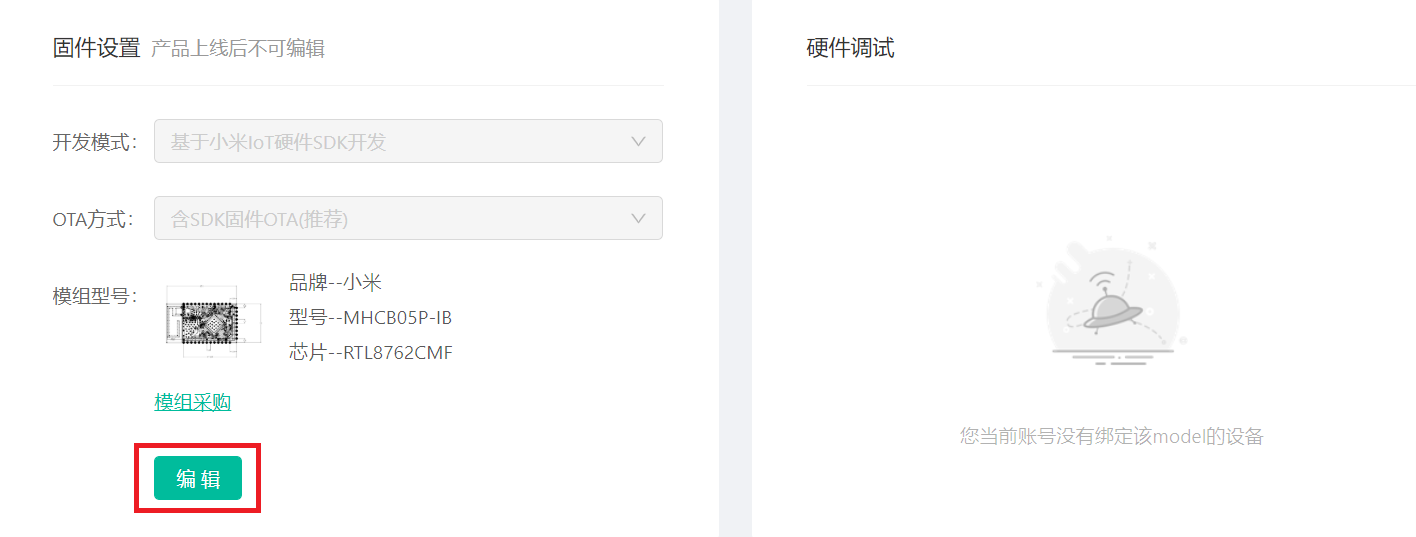 固件设置 产品上线后不可编辑
开发模式： 基于小米IoT硬件SDK开发
OTA方式： 含SDK固件OTA(推荐)
模组型号： 品牌--小米
型号--MHCB05P-IB
芯片--RTL8762CMF
模组采购
编 辑
硬件调试
您当前账号没有绑定该model的设备